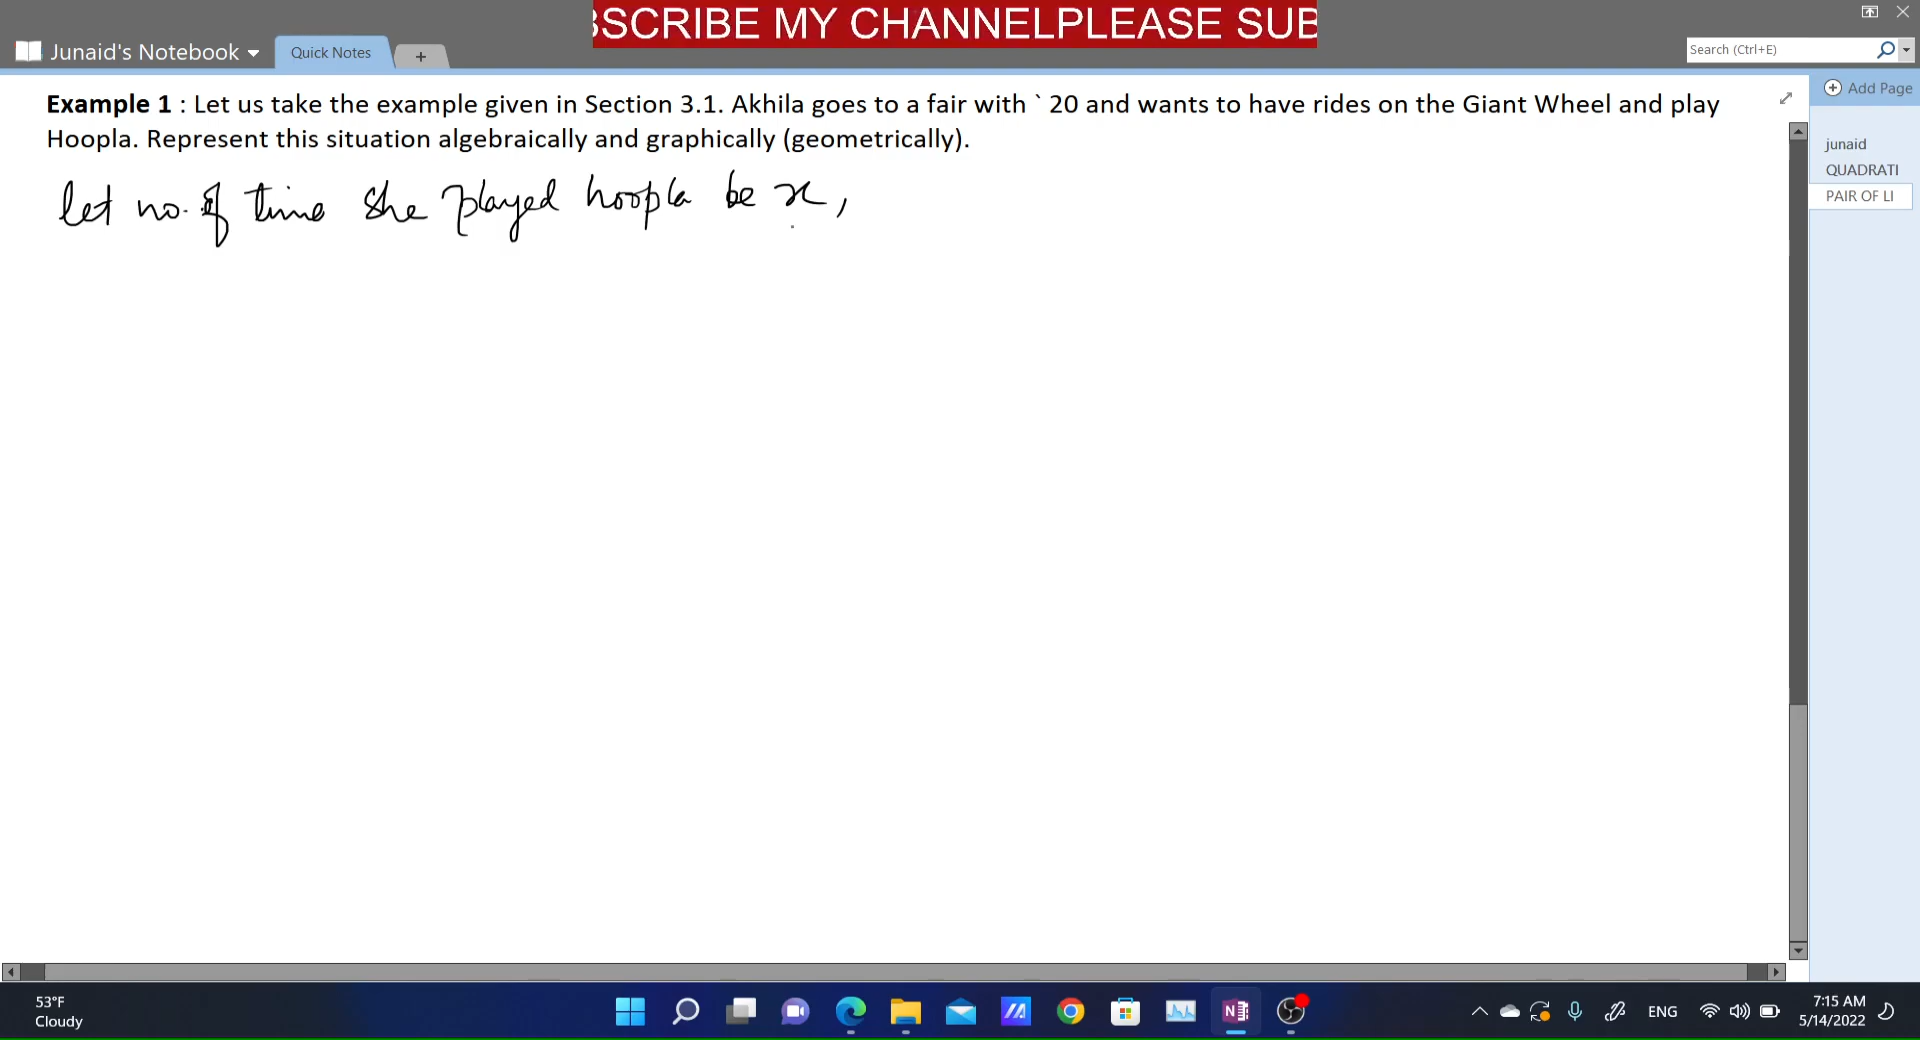 BSCRIBE MY CHANNELPLEASE SUB
Junaid's Notebook
Quick Notes
+
Search (Ctrl+E)
Add Page
Example 1 : Let us take the example given in Section 3.1. Akhila goes to a fair with ` 20 and wants to have rides on the Giant Wheel and play
Hoopla. Represent this situation algebraically and graphically (geometrically).
let no. of time she played hoopla be x,
junaid
QUADRATI
PAIR OF LI
53°F
Cloudy
ENG
7:15 AM
5/14/2022